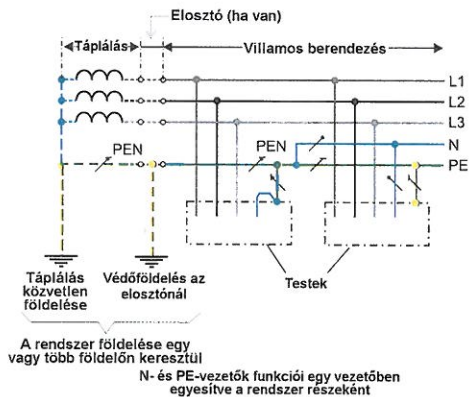 Elosztó (ha van)
Táplálás
Villamos berendezés
L1
L2
L3
N
PEN
PEN
PE
Táplálás
közvetlen
földelése
Védőföldelés az
elosztónál
Testek
A rendszer földelése egy
vagy több földelőn keresztül
N- és PE-vezetők funkciói egy vezetőben
egyesítve a rendszer részeként